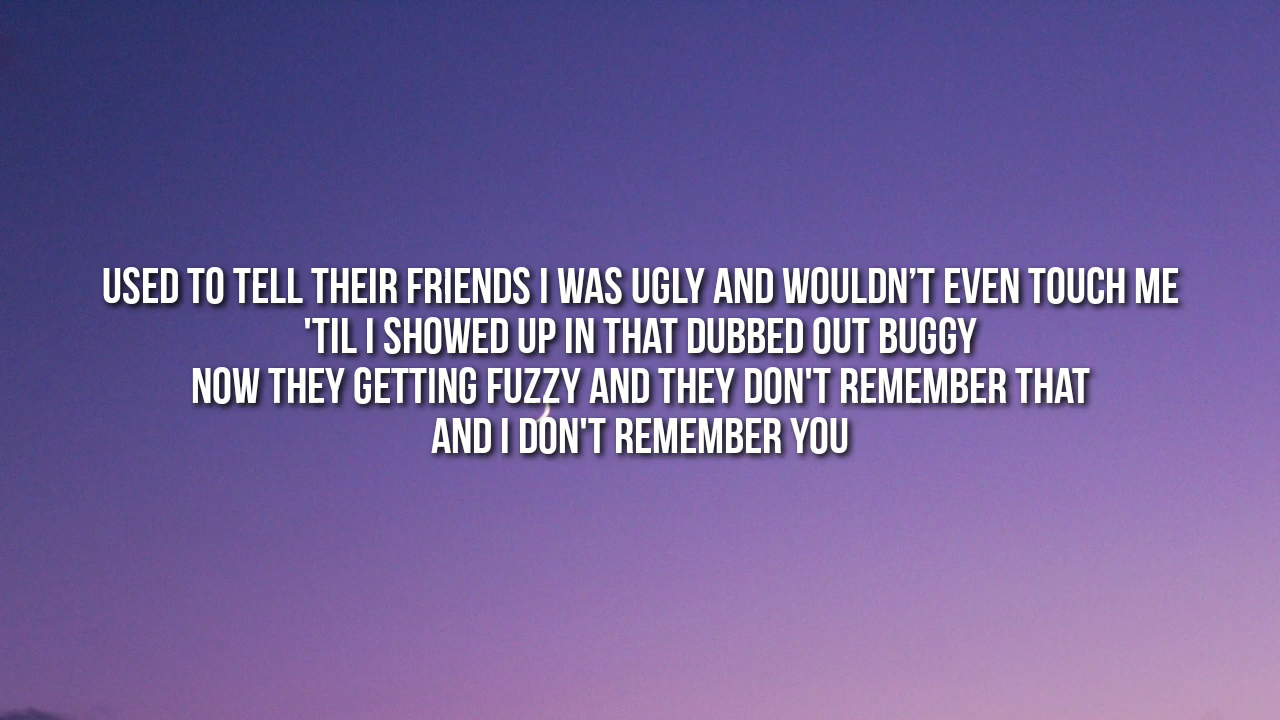 USED TO TELL THEIR FRIENDS I WAS UGLY AND WOULDN’T EVEN TOUCH ME
'TIL I SHOWED UP IN THAT DUBBED OUT BUGGY
NOW THEY GETTING FUZZY AND THEY DON'T REMEMBER THAT
AND I DON'T REMEMBER YOU